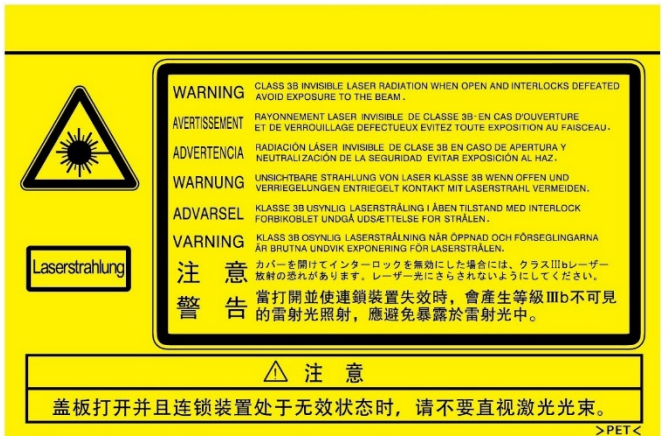 WARNING CLASS 3B INVISIBLE LASER RADIATION WHEN OPEN AND INTERLOCKS DEFEATED
AVOID EXPOSURE TO THE BEAM.
AVERTISSEMENT RAYONNEMENT LASER INVISIBLE DE CLASSE 3B-EN CAS D'OUVERTURE
ET DE VERROUILLAGE DEFECTUEUX EVITEZ TOUTE EXPOSITION AU FAISCEAU.
ADVERTENCIA RADIACIÓN LÁSER INVISIBLE DE CLASE 3B EN CASO DE APERTURA Y
NEUTRALIZACIÓN DE LA SEGURIDAD EVITAR EXPOSICIÓN AL HAZ.
WARNUNG UNSICHTBARE STRAHLUNG VON LASER KLASSE 3B WENN OFFEN UND
VERRIEGELUNGEN ENTRIEGELT KONTAKT MIT LASERSTRAHL VERMEIDEN.
ADVARSEL KLASSE 3B USYNLIG LASERSTRÅLING I ÅBEN TILSTAND MED INTERLOCK
FORBIKOBLET UNDGÅ UDSÆTTELSE FOR STRÅLEN.
VARNING KLASS 3B OSYNLIG LASERSTRÅLNING NÄR ÖPPNAD OCH FÖRSEGLINGARNA
ÄR BRUTNA UNDVIK EXPONERING FÖR LASERSTRÅLEN.
注 意 カバーを開けてインターロックを無効にした場合には、クラスⅢbレーザー
放射の恐れがあります。レーザー光にさらされないようにしてください。
警 告 當打開並使連鎖裝置失效時，會產生等級Ⅲb不可見
的雷射光照射，應避免暴露於雷射光中。
Laserstrahlung
注 意
盖板打开并且连锁装置处于无效状态时，请不要直视激光光束。
>PET<